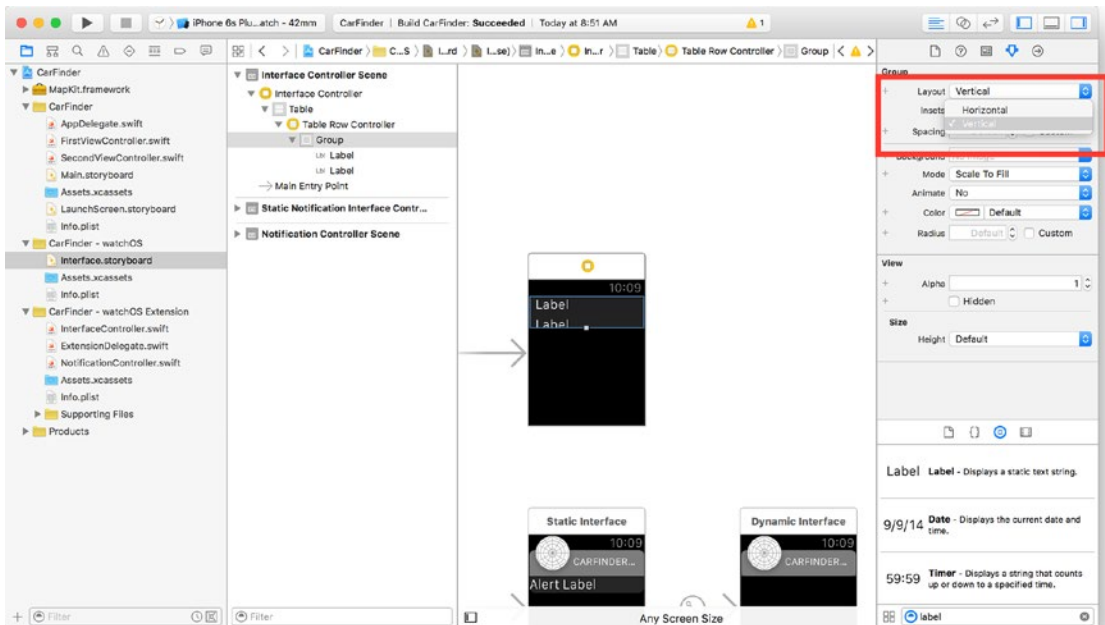 iPhone 6s Plu...atch - 42mm
CarFinder | Build CarFinder: Succeeded | Today at 8:51 AM
1
CarFinder
MapKit.framework
CarFinder
AppDelegate.swift
FirstViewController.swift
SecondViewController.swift
Main.storyboard
Assets.xcassets
LaunchScreen.storyboard
Info.plist
CarFinder - watchOS
Interface.storyboard
Assets.xcassets
Info.plist
CarFinder - watchOS Extension
InterfaceController.swift
ExtensionDelegate.swift
NotificationController.swift
Assets.xcassets
Info.plist
Supporting Files
Products
Filter
CarFinder C...S I...rd I...se) In...e In...r Table Table Row Controller Group
Interface Controller Scene
Interface Controller
Table
Table Row Controller
Group
Label
Label
Main Entry Point
Static Notification Interface Contr...
Notification Controller Scene
Filter
10:09
Label
Label
Static Interface
10:09
CARFINDER...
Alert Label
Dynamic Interface
10:09
CARFINDER...
Any Screen Size
Group
Layout Vertical
Insets Horizontal
Vertical
Spacing
Background
Mode Scale To Fill
Animate No
Color Default
Radius Default Custom
View
Alpha 1
Hidden
Size
Height Default
Label Label - Displays a static text string.
9/9/14 Date - Displays the current date and
time.
59:59 Timer - Displays a string that counts
up or down to a specified time.
label